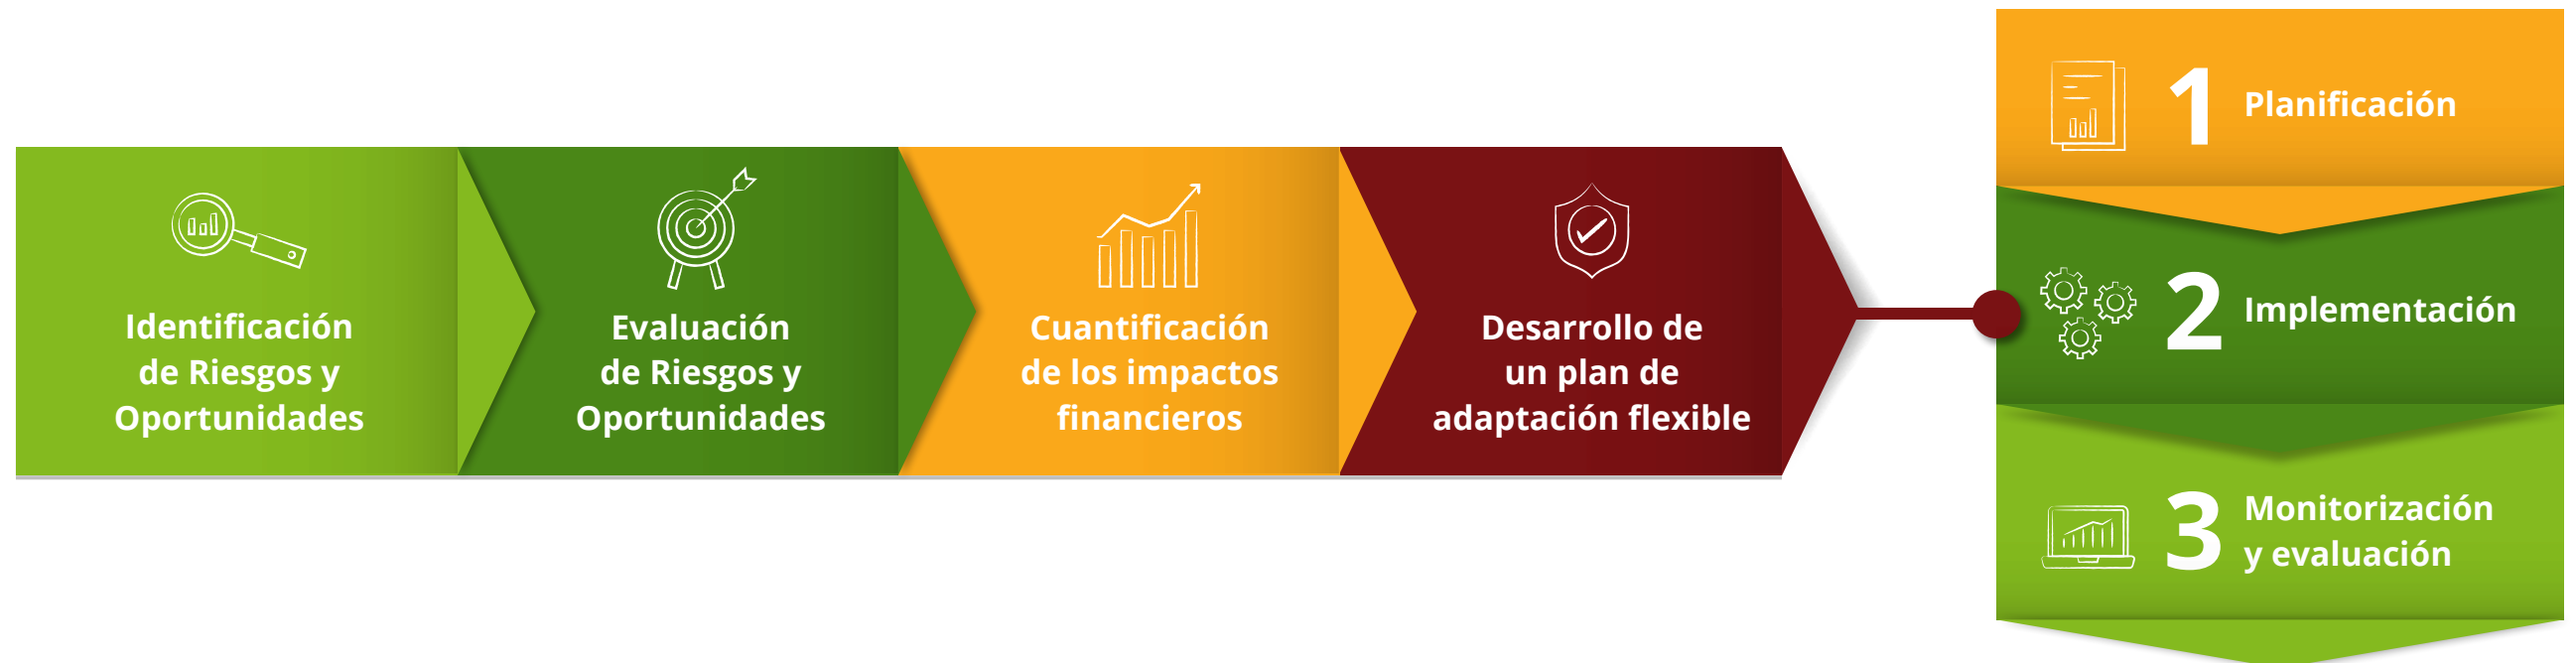 Identificación
de Riesgos y
Oportunidades
Evaluación
de Riesgos y
Oportunidades
Cuantificación
de los impactos
financieros
Desarrollo de
un plan de
adaptación flexible
1 Planificación
2 Implementación
3 Monitorización
y evaluación